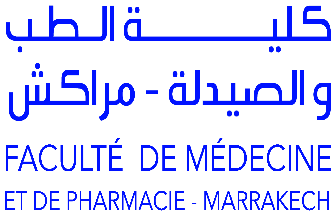 كلية الطب
والصيدلة - مراكش
FACULTÉ DE MÉDECINE
ET DE PHARMACIE - MARRAKECH